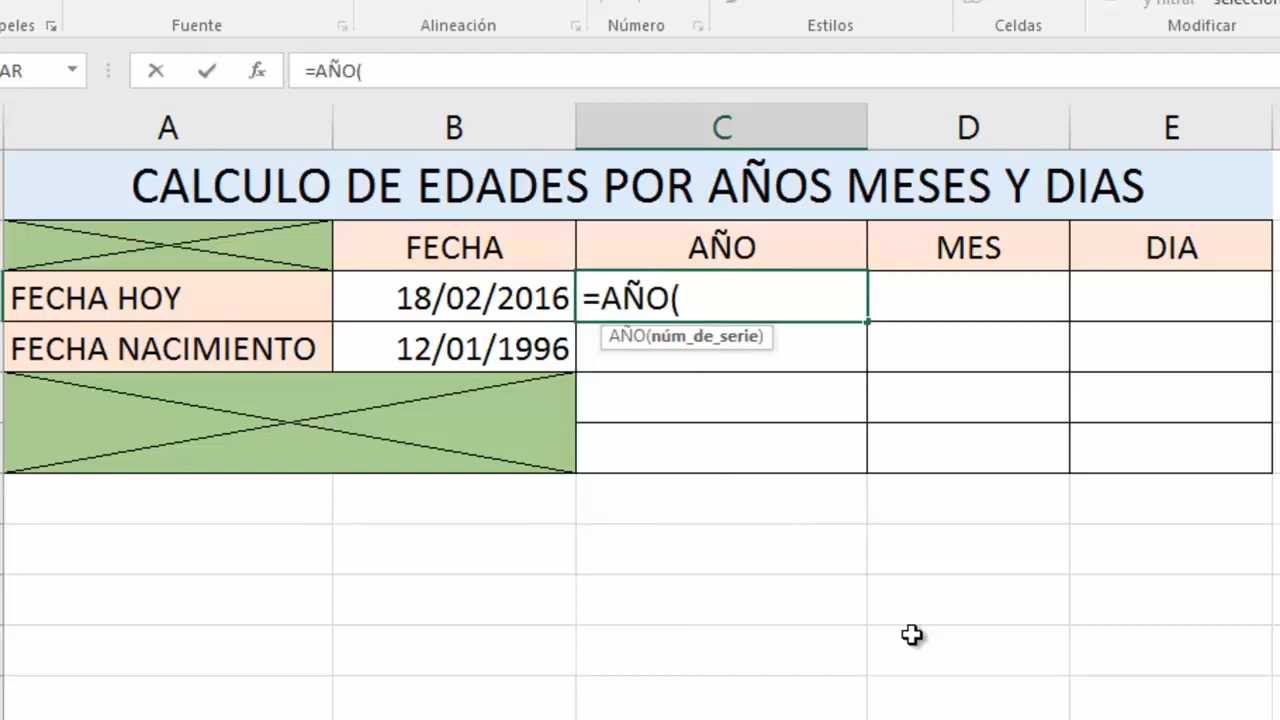 Fuente Alineación Número Estilos Celdas Modificar
=AÑO(
A B C D E
CALCULO DE EDADES POR AÑOS MESES Y DIAS
FECHA AÑO MES DIA
FECHA HOY 18/02/2016 =AÑO(
AÑO(núm_de_serie)
FECHA NACIMIENTO 12/01/1996